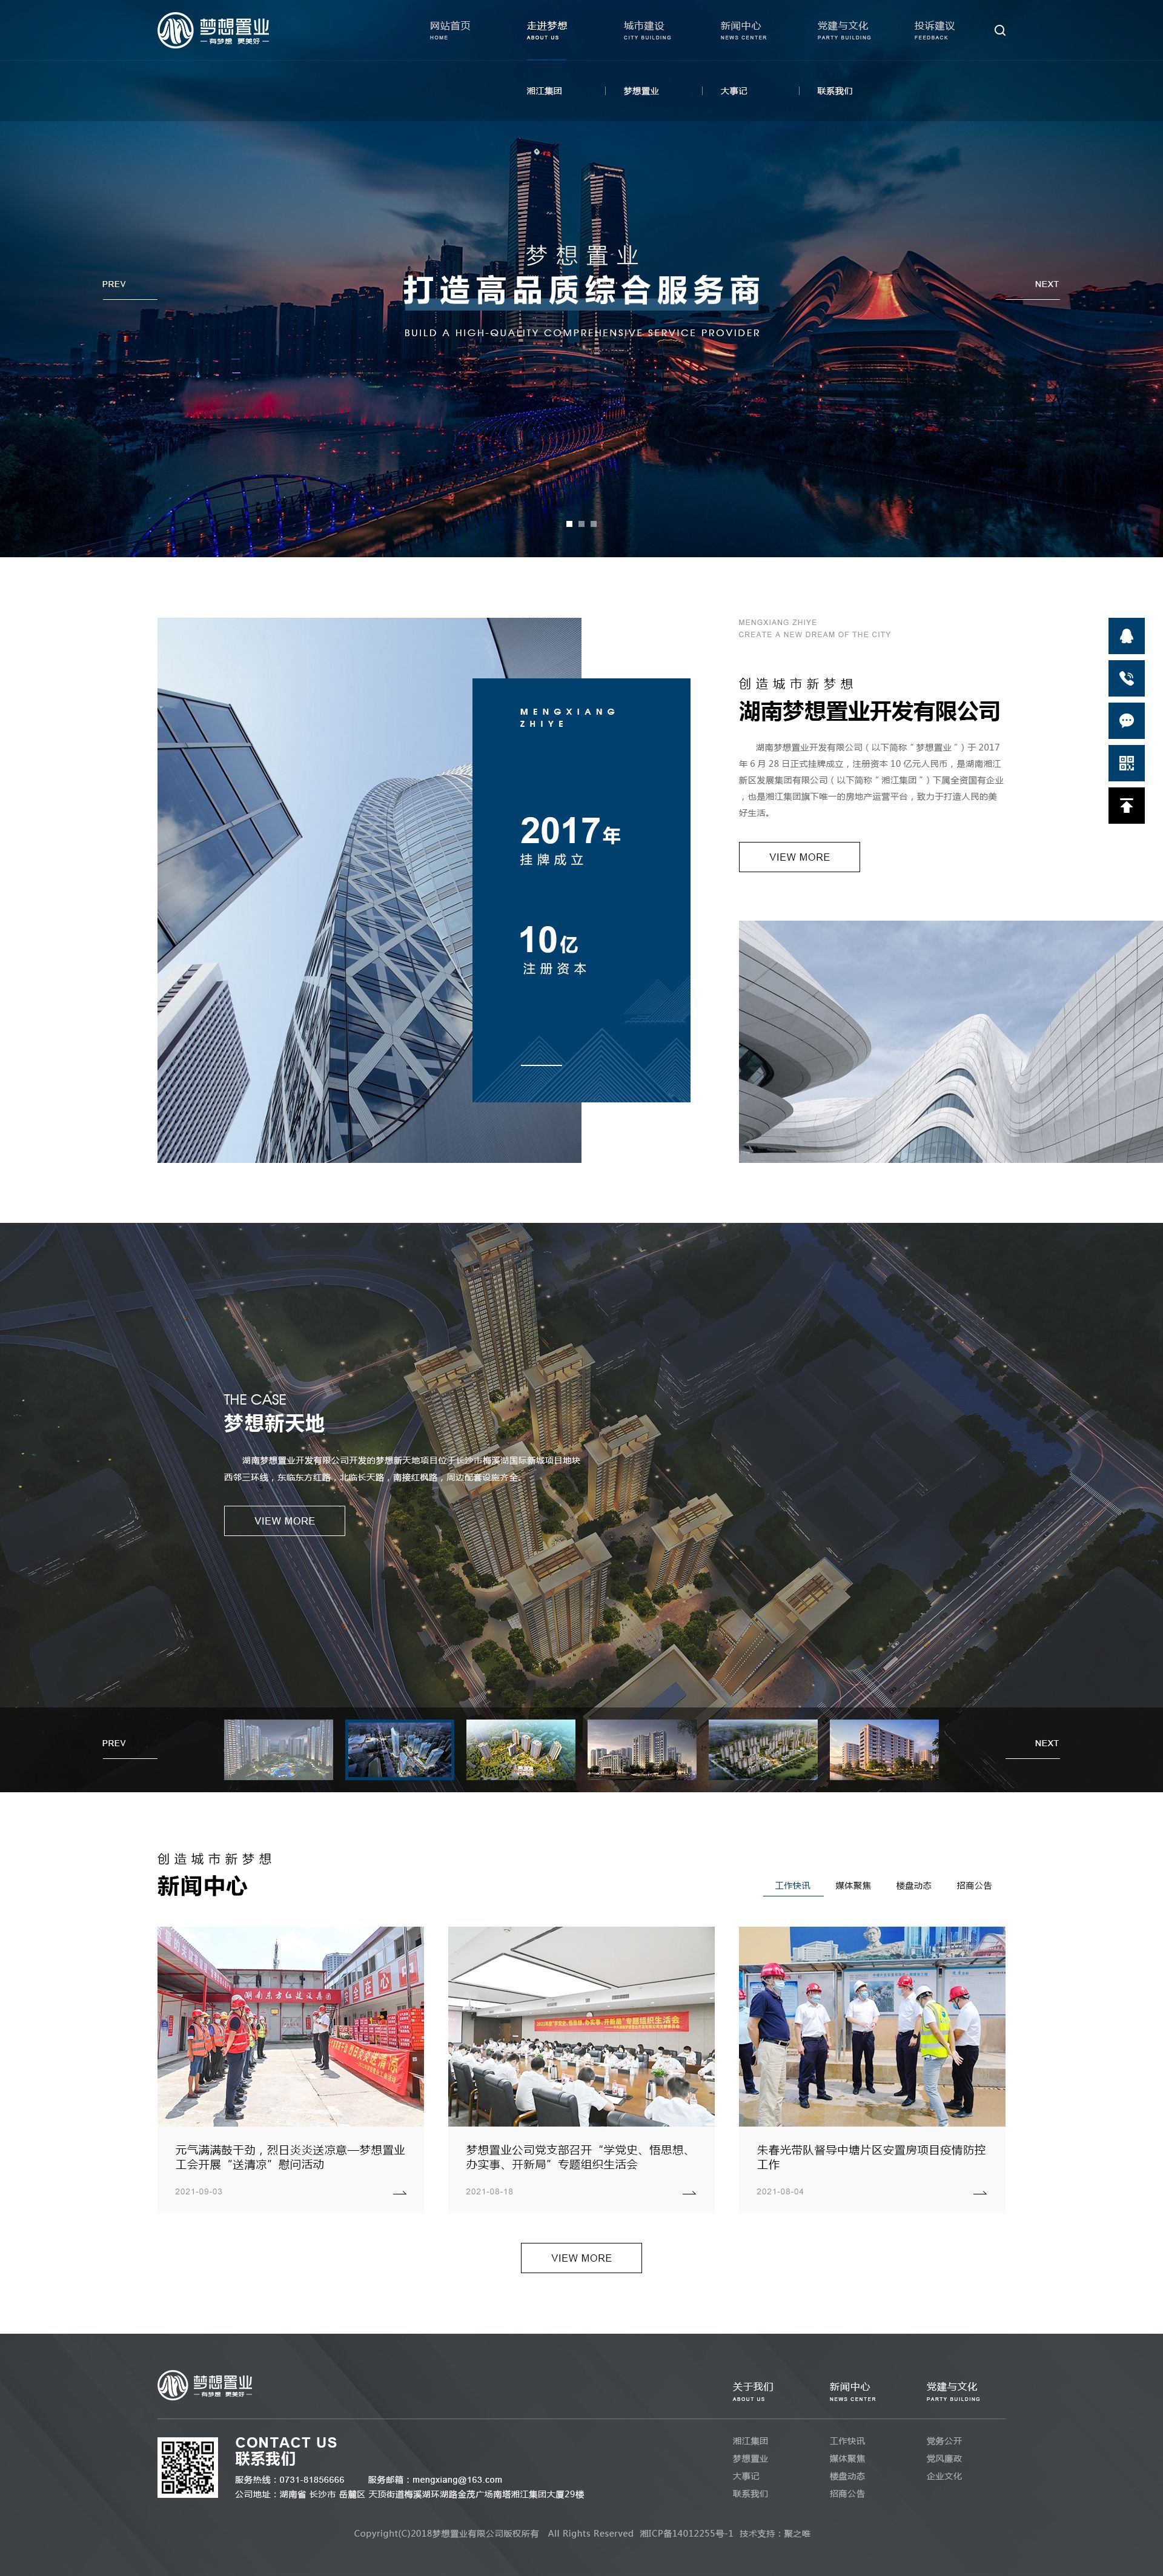 梦想置业
有梦想 更美好
网站首页
HOME
走进梦想
ABOUT US
城市建设
CITY BUILDING
新闻中心
NEWS CENTER
党建与文化
PARTY BUILDING
投诉建议
FEEDBACK
湘江集团
梦想置业
大事记
联系我们
梦想置业
打造高品质综合服务商
BUILD A HIGH-QUALITY COMPREHENSIVE SERVICE PROVIDER
PREV
NEXT
MENGXIANG ZHIYE
CREATE A NEW DREAM OF THE CITY
创造城市新梦想
湖南梦想置业开发有限公司
湖南梦想置业开发有限公司（以下简称“梦想置业”）于 2017
年 6 月 28 日正式挂牌成立，注册资本 10 亿元人民币，是湖南湘江
新区发展集团有限公司（以下简称“湘江集团”）下属全资国有企业
，也是湘江集团旗下唯一的房地产运营平台，致力于打造人民的美
好生活。
VIEW MORE
MENGXIANG
ZHIYE
2017年
挂牌成立
10亿
注册资本
THE CASE
梦想新天地
湖南梦想置业开发有限公司开发的梦想新天地项目位于长沙市梅溪湖国际新城项目地块
西邻三环线，东临东方红路，北临长天路，南接红枫路，周边配套设施齐全。
VIEW MORE
PREV
NEXT
创造城市新梦想
新闻中心
工作快讯
媒体聚焦
楼盘动态
招商公告
湖南东方红建设集团
元气满满鼓干劲，烈日炎炎送凉意—梦想置业
工会开展“送清凉”慰问活动
2021-09-03
梦想置业公司党支部召开“学党史、悟思想、
办实事、开新局”专题组织生活会
2021-08-18
朱春光带队督导中塘片区安置房项目疫情防控
工作
2021-08-04
VIEW MORE
梦想置业
有梦想 更美好
关于我们
ABOUT US
新闻中心
NEWS CENTER
党建与文化
PARTY BUILDING
CONTACT US
联系我们
服务热线：0731-81856666 服务邮箱：mengxiang@163.com
公司地址：湖南省 长沙市 岳麓区 天顶街道梅溪湖环湖路金茂广场南塔湘江集团大厦29楼
湘江集团
梦想置业
大事记
联系我们
工作快讯
媒体聚焦
楼盘动态
招商公告
党务公开
党风廉政
企业文化
Copyright(C)2018梦想置业有限公司版权所有 All Rights Reserved 湘ICP备14012255号-1 技术支持：聚之唯